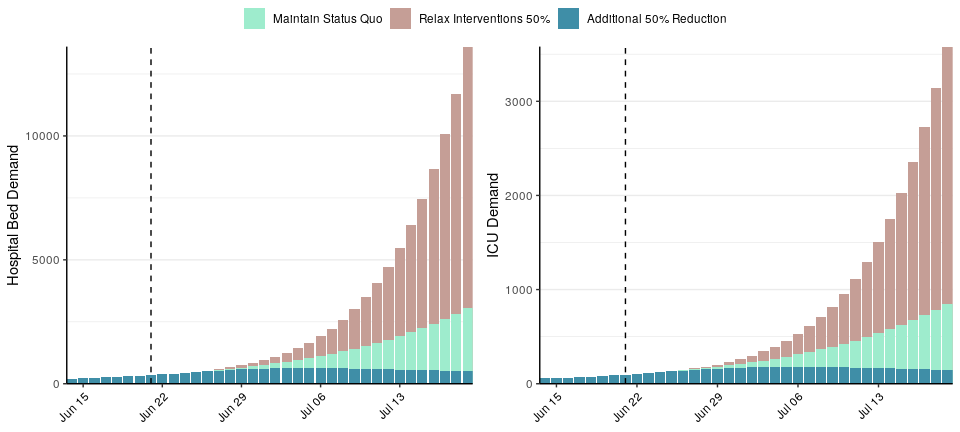 Maintain Status Quo Relax Interventions 50% Additional 50% Reduction
Hospital Bed Demand
10000
5000
0
Jun 15 Jun 22 Jun 29 Jul 06 Jul 13
ICU Demand
3000
2000
1000
0
Jun 15 Jun 22 Jun 29 Jul 06 Jul 13